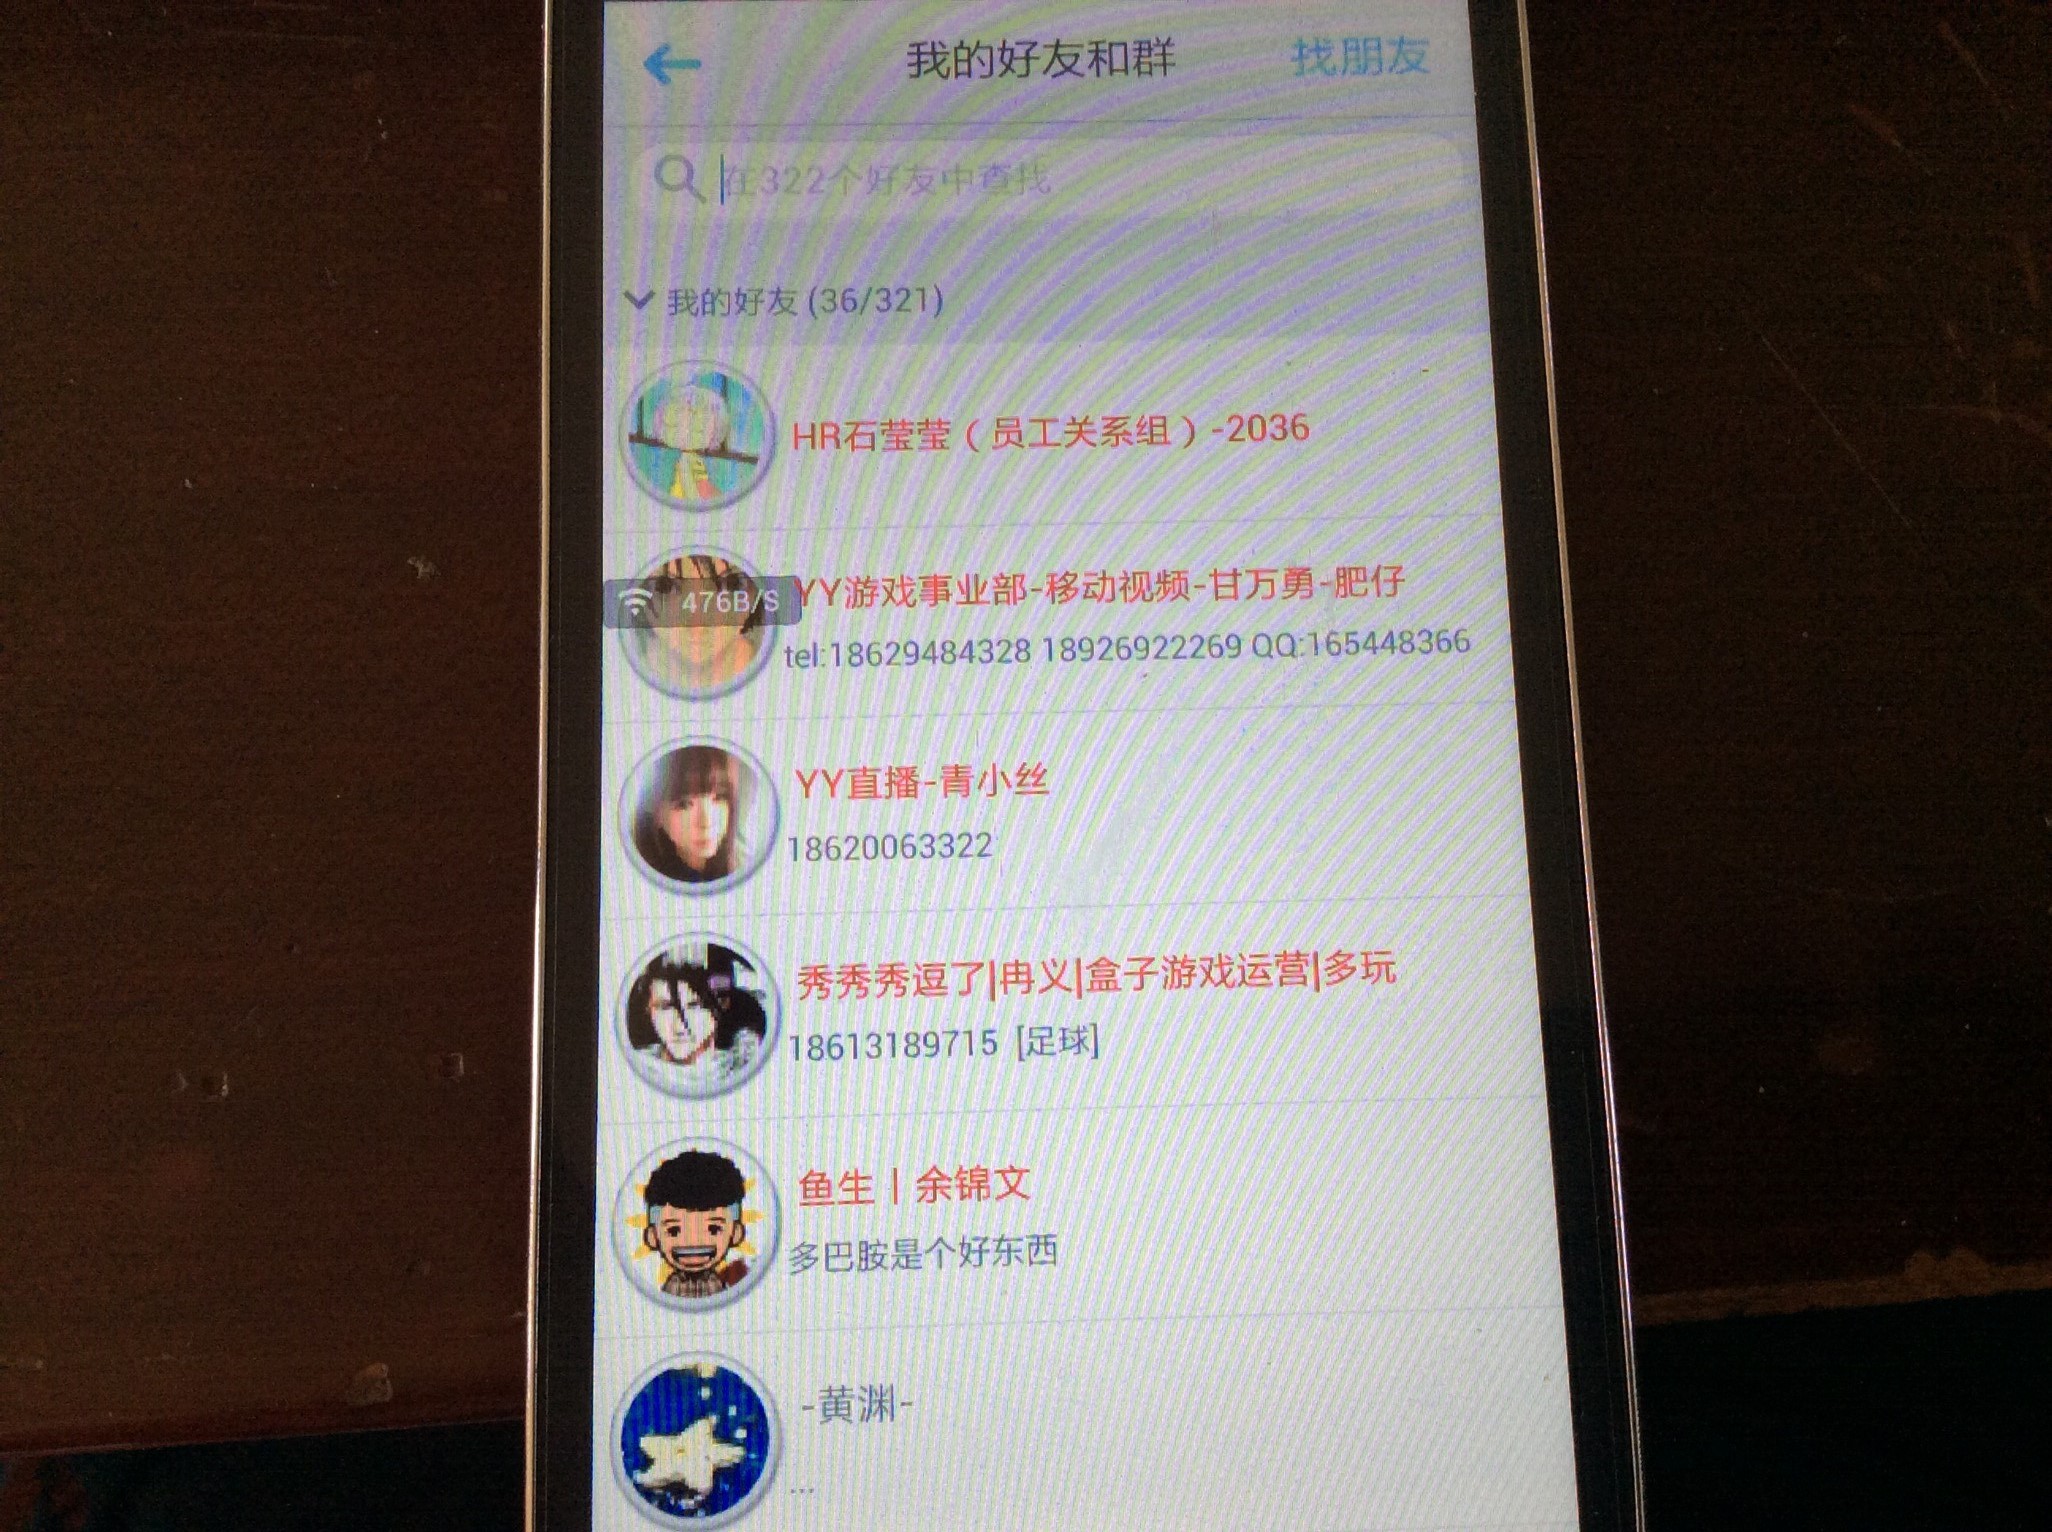 我的好友和群 找朋友
在322个好友中查找
我的好友 (36/321)
HR石莹莹（员工关系组）-2036
YY游戏事业部-移动视频-甘万勇-肥仔
476B/S
tel:18629484328 18926922269 QQ:165448366
YY直播-青小丝
18620063322
秀秀秀逗了|冉义|盒子游戏运营|多玩
18613189715 [足球]
鱼生丨余锦文
多巴胺是个好东西
-黄渊-
...